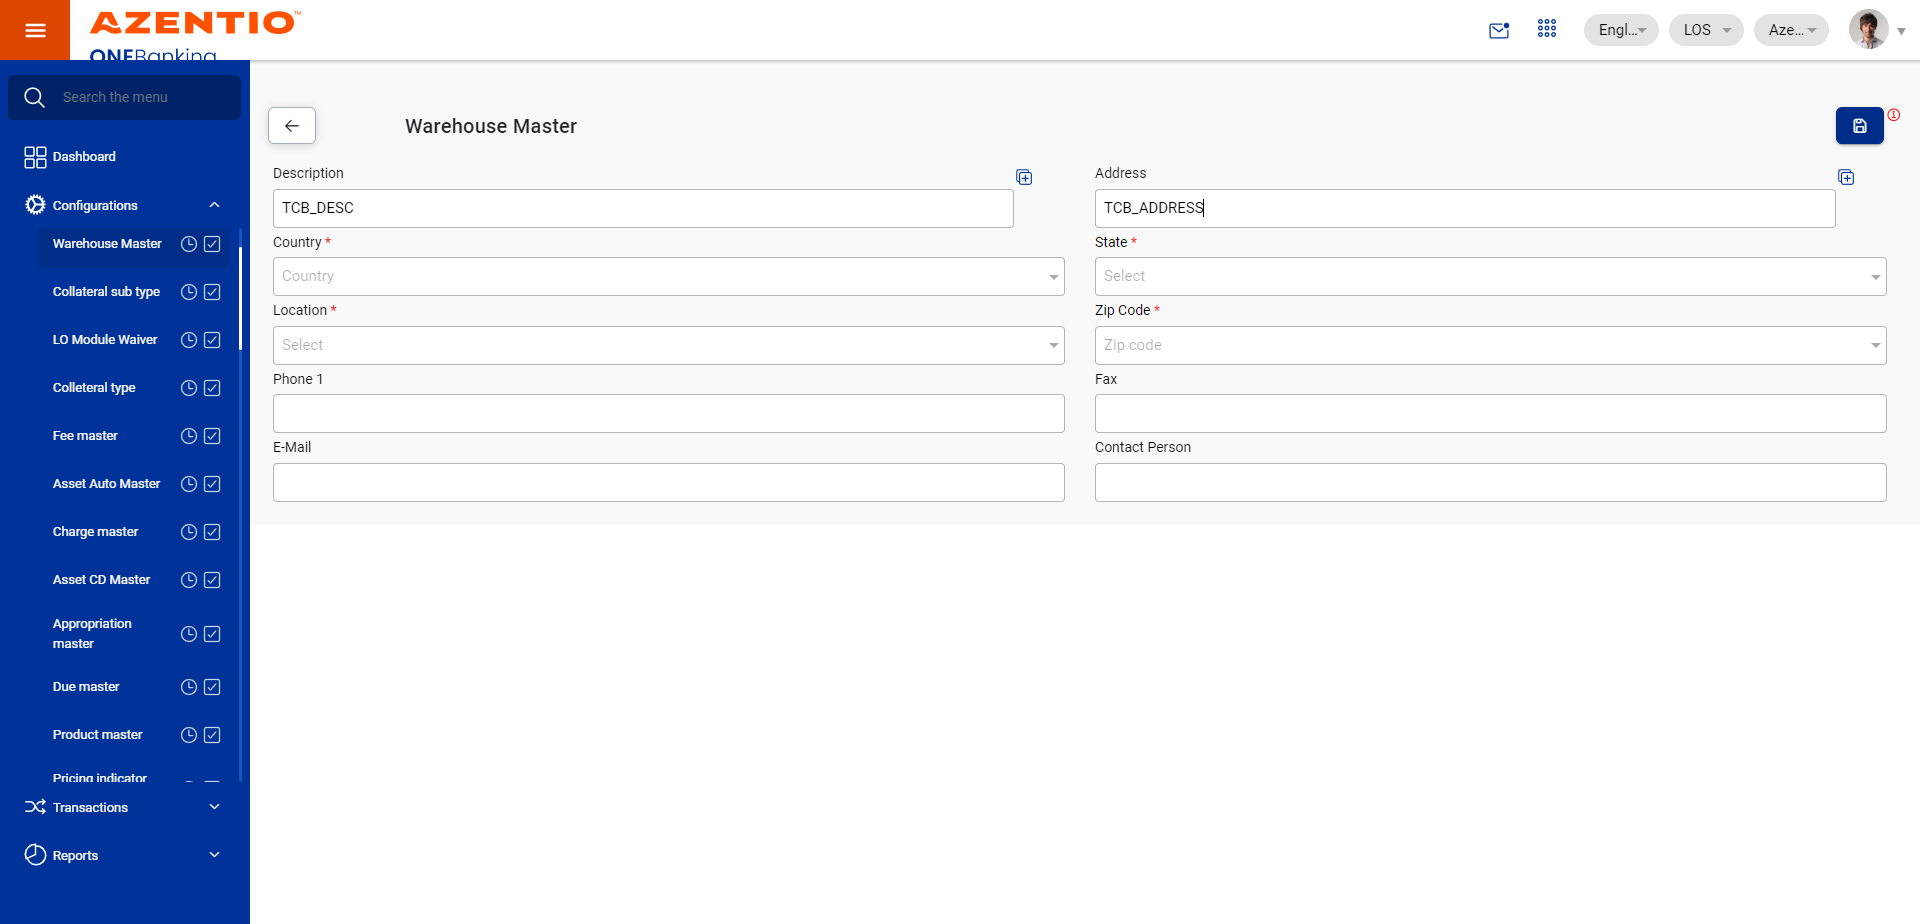 AZENTIO™
ONEBanking
Engl...
LOS
Aze...
Search the menu
Dashboard
Configurations
Warehouse Master
Collateral sub type
LO Module Waiver
Colleteral type
Fee master
Asset Auto Master
Charge master
Asset CD Master
Appropriation
master
Due master
Product master
Pricing indicator
Transactions
Reports
Warehouse Master
Description
Address
TCB_DESC
TCB_ADDRESS
Country *
State *
Country
Select
Location *
Zip Code *
Select
Zip code
Phone 1
Fax
E-Mail
Contact Person